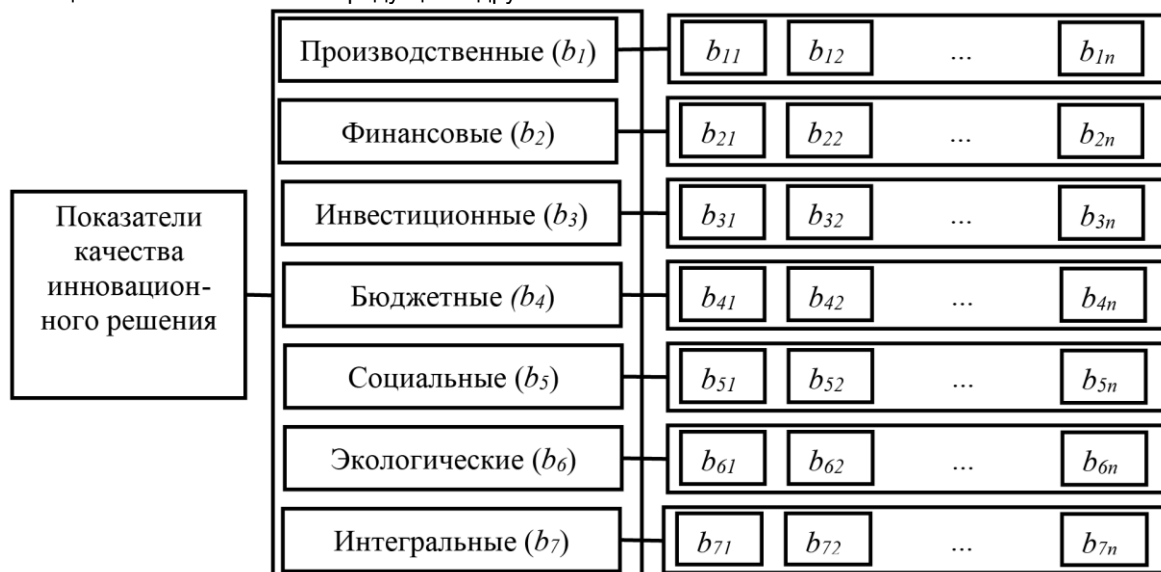 Производственные (b1) b11 b12 ... b1n
Финансовые (b2) b21 b22 ... b2n
Инвестиционные (b3) b31 b32 ... b3n
Показатели
качества
инновацион-
ного решения
Бюджетные (b4) b41 b42 ... b4n
Социальные (b5) b51 b52 ... b5n
Экологические (b6) b61 b62 ... b6n
Интегральные (b7) b71 b72 ... b7n